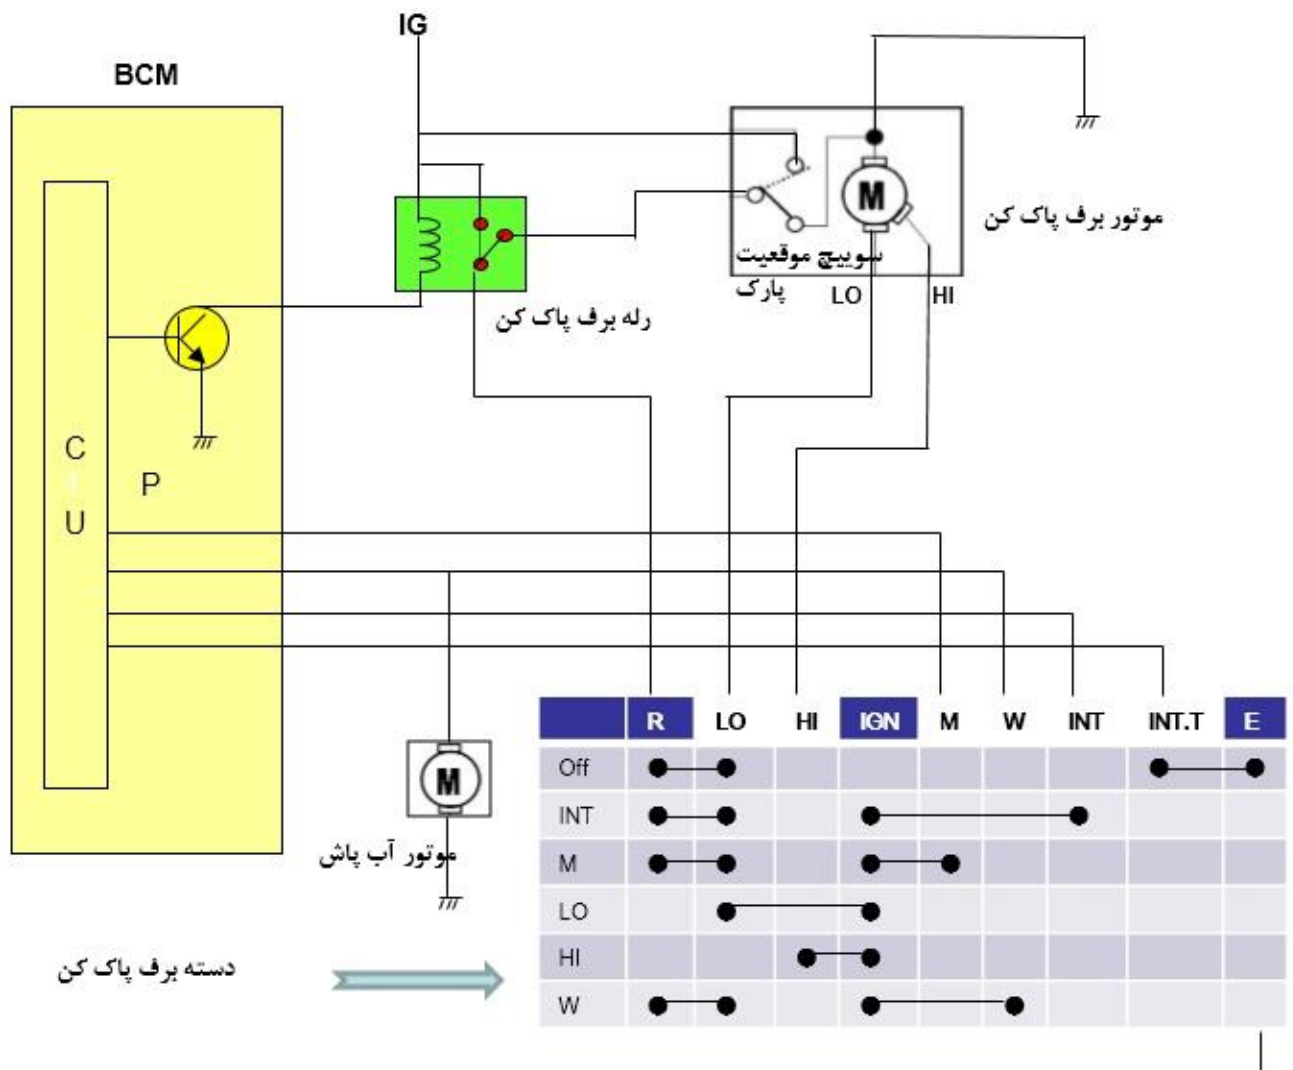 IG
BCM
M
موتور برف پاک کن
سوییچ موقعیت
پارک
LO
HI
رله برف پاک کن
C
P
U
M
موتور آب پاش
R LO HI IGN M W INT INT.T E
Off
INT
M
LO
HI
W
دسته برف پاک کن